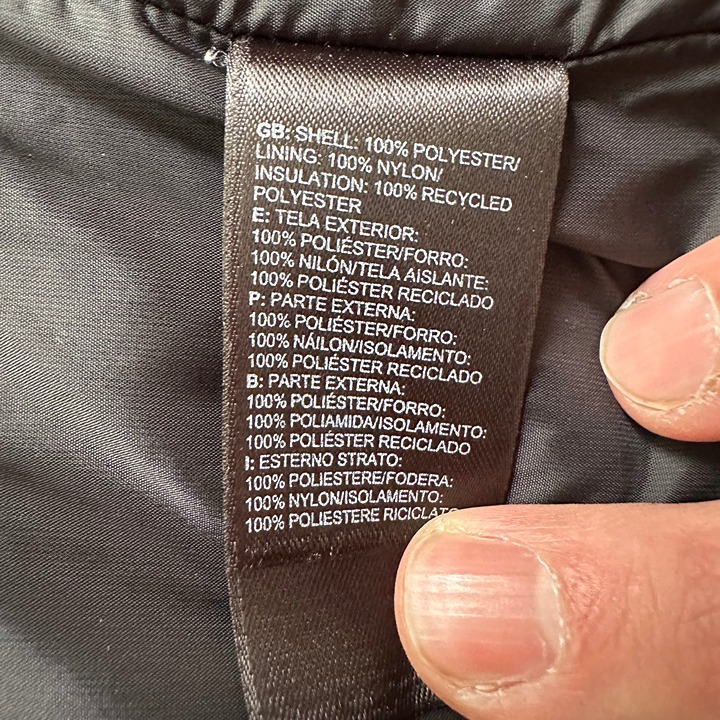 GB: SHELL: 100% POLYESTER/
LINING: 100% NYLON/
INSULATION: 100% RECYCLED
POLYESTER
E: TELA EXTERIOR:
100% POLIÉSTER/FORRO:
100% NILÓN/TELA AISLANTE:
100% POLIÉSTER RECICLADO
P: PARTE EXTERNA:
100% POLIÉSTER/FORRO:
100% NÁILON/ISOLAMENTO:
100% POLIÉSTER RECICLADO
B: PARTE EXTERNA:
100% POLIÉSTER/FORRO:
100% POLIAMIDA/ISOLAMENTO:
100% POLIÉSTER RECICLADO
I: ESTERNO STRATO:
100% POLIESTERE/FODERA:
100% NYLON/ISOLAMENTO:
100% POLIESTERE RICICLATO